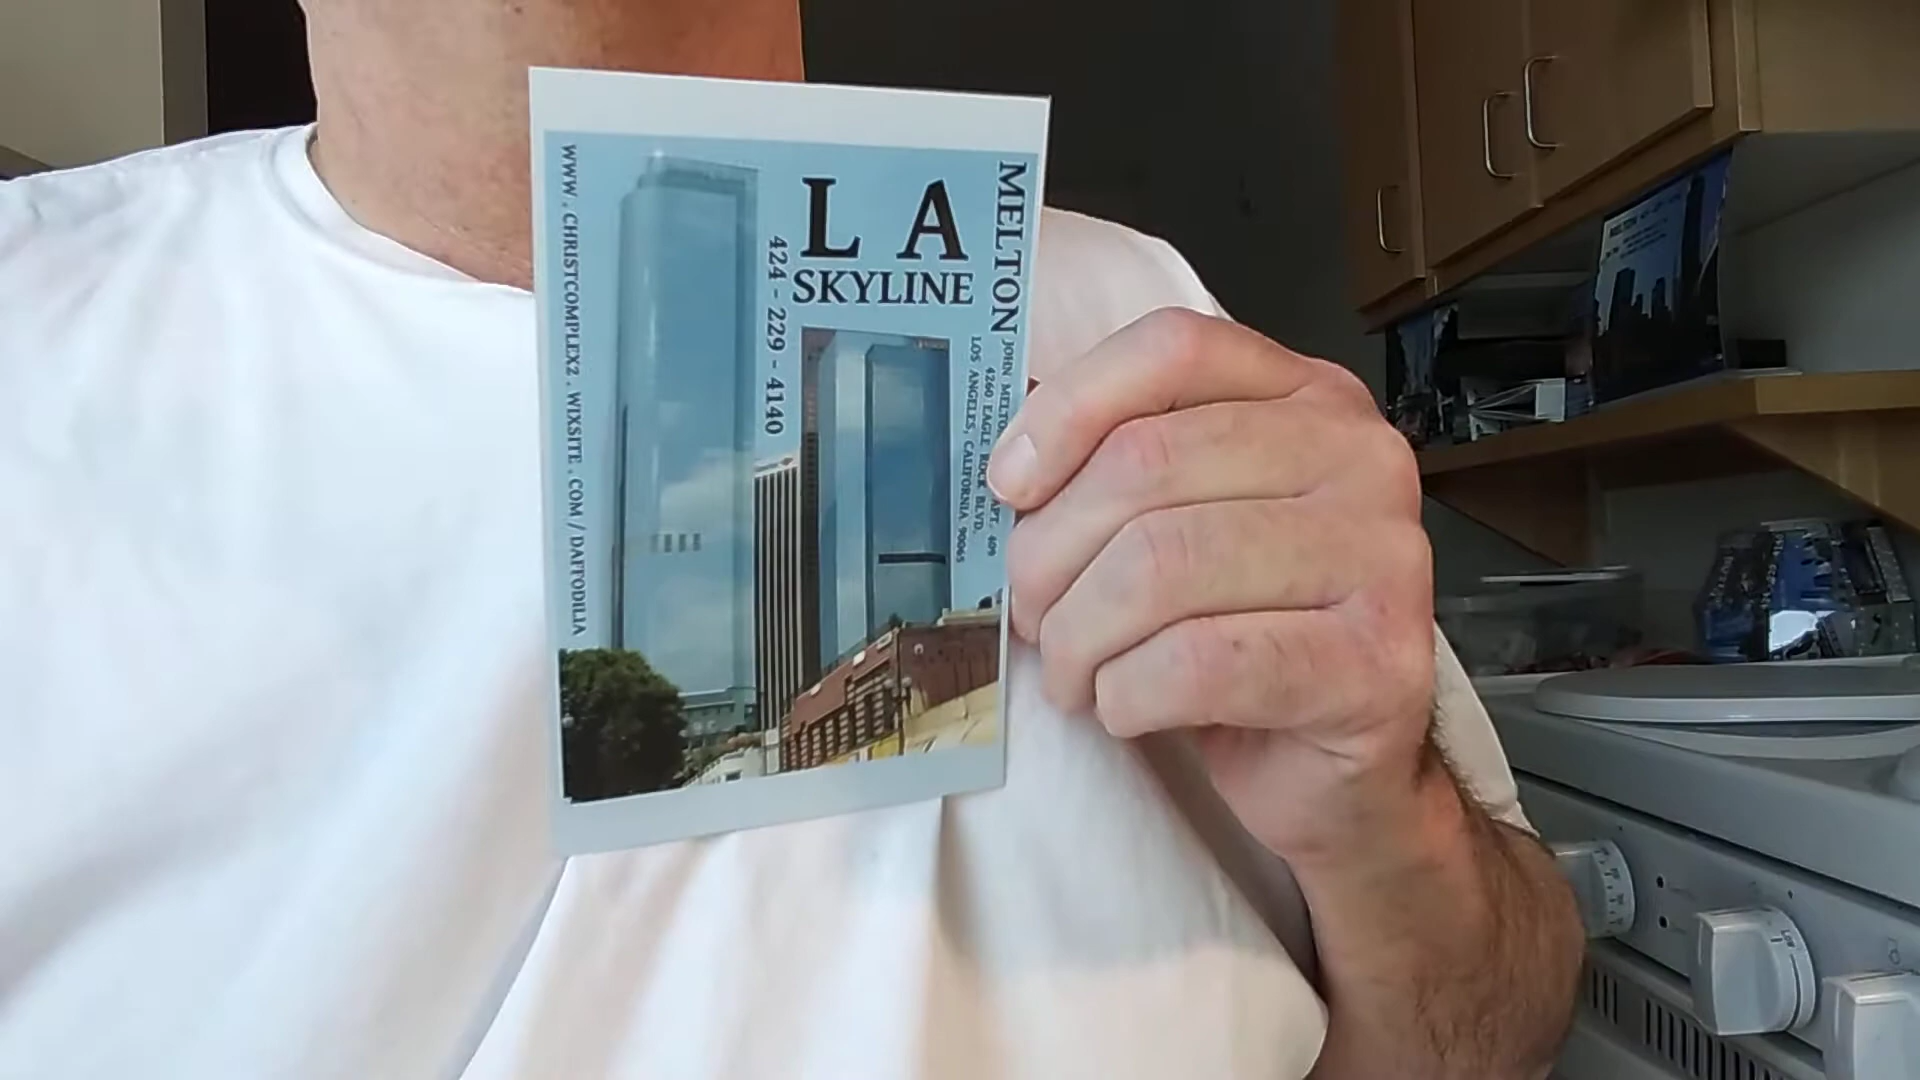 L A
SKYLINE
MELTON
JOHN MELTON APT. 409
4260 EAGLE ROCK BLVD.
LOS ANGELES, CALIFORNIA 90065
424 - 229 - 4140
WWW . CHRISTCOMPLEX2 . WIXSITE . COM / DAFFODILIA